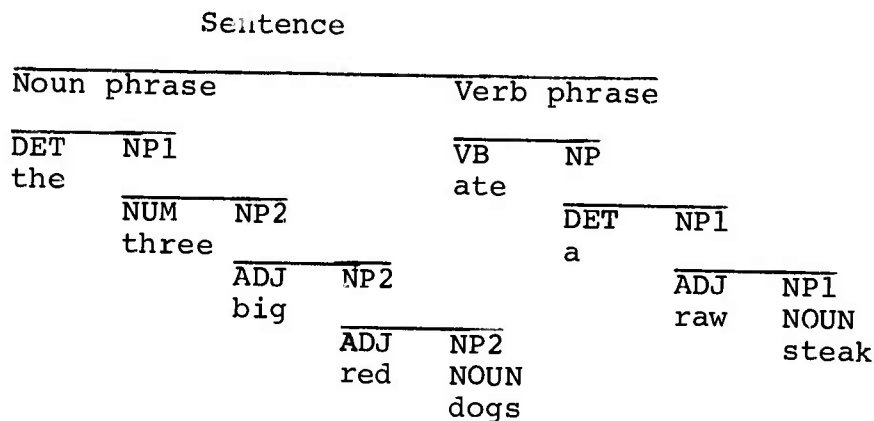 Sentence
Noun phrase Verb phrase
DET NP1 VB NP
the ate
NUM NP2 DET NP1
three a
ADJ NP2 ADJ NP1
big raw NOUN
ADJ NP2 steak
red NOUN
dogs